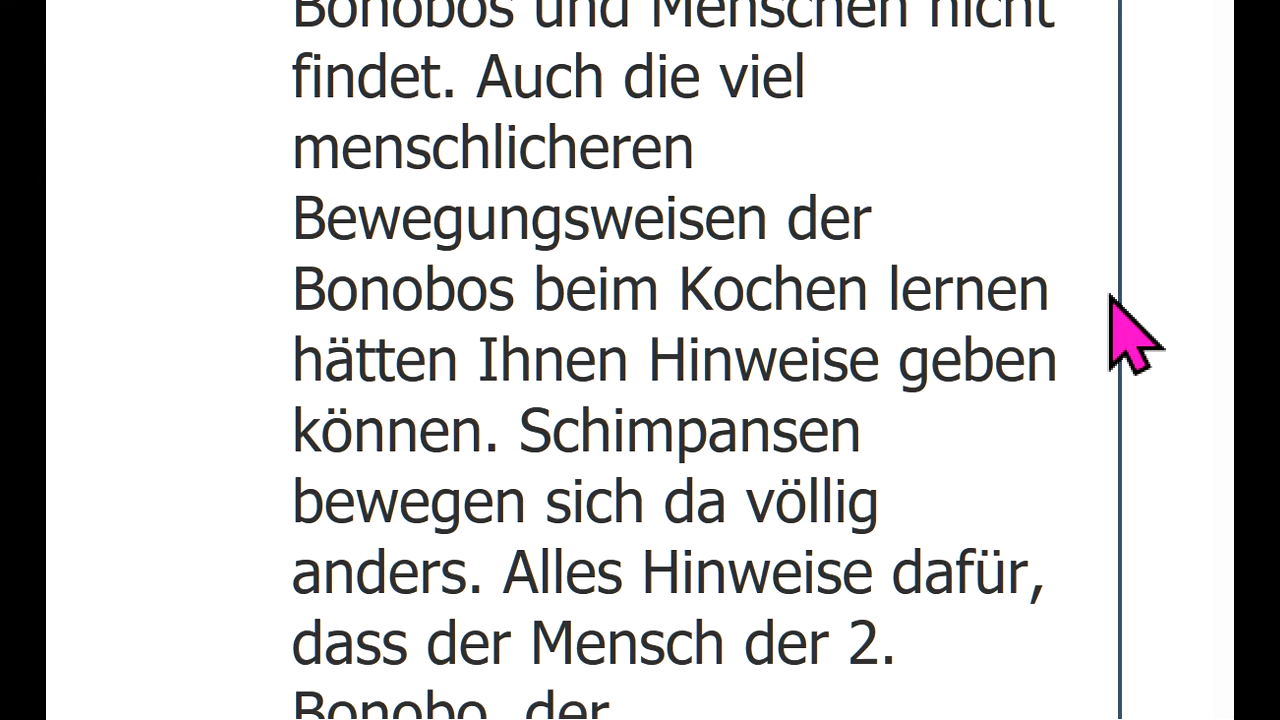 Bonobos und Menschen nicht
findet. Auch die viel
menschlicheren
Bewegungsweisen der
Bonobos beim Kochen lernen
hätten Ihnen Hinweise geben
können. Schimpansen
bewegen sich da völlig
anders. Alles Hinweise dafür,
dass der Mensch der 2.
Bonobo, der